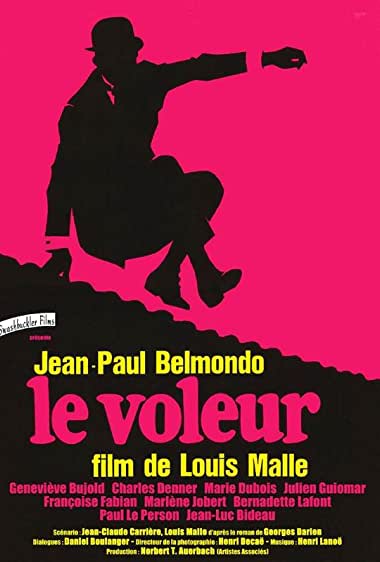 Swashbuckler Films
présente
Jean-Paul Belmondo
le voleur
film de Louis Malle
Geneviève Bujold Charles Denner Marie Dubois Julien Guiomar
Françoise Fabian Marlène Jobert Bernadette Lafont
Paul Le Person Jean-Luc Bideau
Scénario: Jean-Claude Carrière, Louis Malle d'après le roman de Georges Darien
Dialogues: Daniel Boulanger - Directeur de la photographie: Henri Decaë - Musique: Henri Lanoë
Production: Norbert T. Auerbach (Artistes Associés)